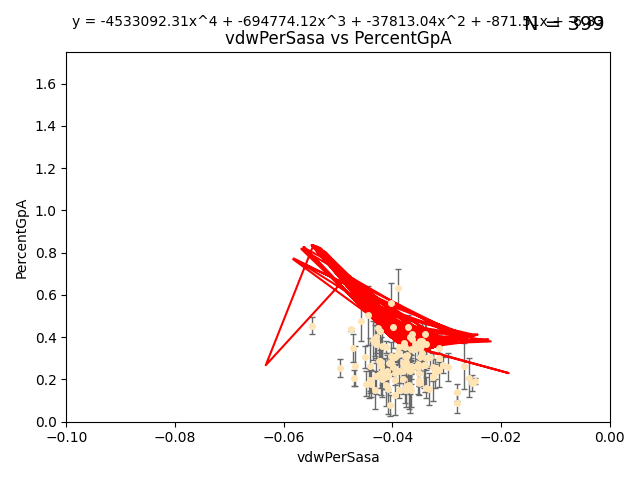 y = -4533092.31x^4 + -694774.12x^3 + -37813.04x^2 + -871.51x +
N = 399
vdwPerSasa vs PercentGpA
1.6
1.4
1.2
1.0
0.8
0.6
0.4
0.2
0.0
PercentGpA
−0.10 −0.08 −0.06 −0.04 −0.02 0.00
vdwPerSasa